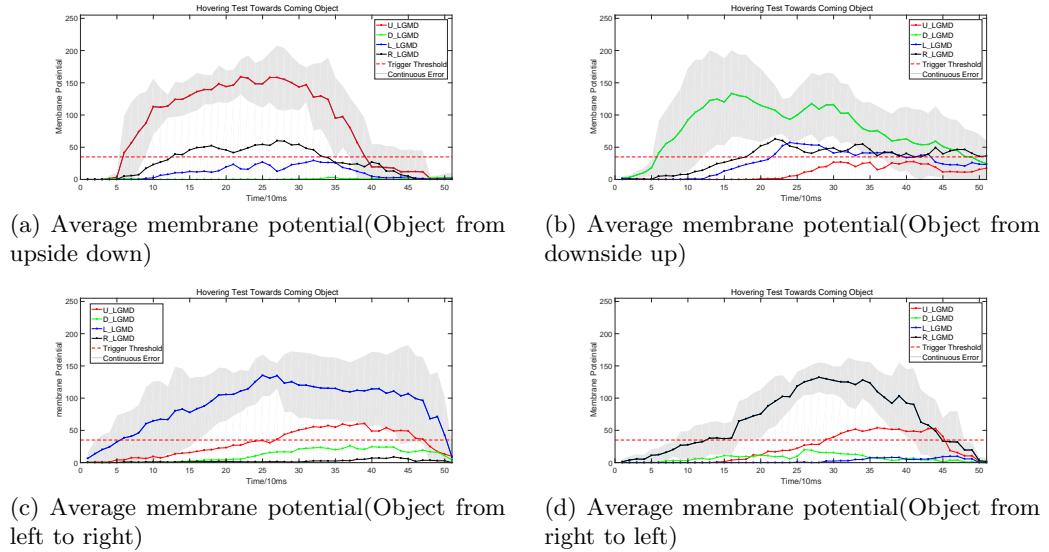 Hovering Test Towards Coming Object
250
200
150
100
50
0
Membrane Potential
0 5 10 15 20 25 30 35 40 45 50
Time/10ms
U_LGMD
D_LGMD
L_LGMD
R_LGMD
Trigger Threshold
Continuous Error
(a) Average membrane potential(Object from
upside down)
Hovering Test Towards Coming Object
250
200
150
100
50
0
Membrane Potential
0 5 10 15 20 25 30 35 40 45 50
Time/10ms
U_LGMD
D_LGMD
L_LGMD
R_LGMD
Trigger Threshold
Continuous Error
(b) Average membrane potential(Object from
downside up)
Hovering Test Towards Coming Object
250
200
150
100
50
0
membrane Potential
0 5 10 15 20 25 30 35 40 45 50
Time/10ms
U_LGMD
D_LGMD
L_LGMD
R_LGMD
Trigger Threshold
Continuous Error
(c) Average membrane potential(Object from
left to right)
Hovering Test Towards Coming Object
250
200
150
100
50
0
Membrane Potential
0 5 10 15 20 25 30 35 40 45 50
Time/10ms
U_LGMD
D_LGMD
L_LGMD
R_LGMD
Trigger Threshold
Continuous Error
(d) Average membrane potential(Object from
right to left)